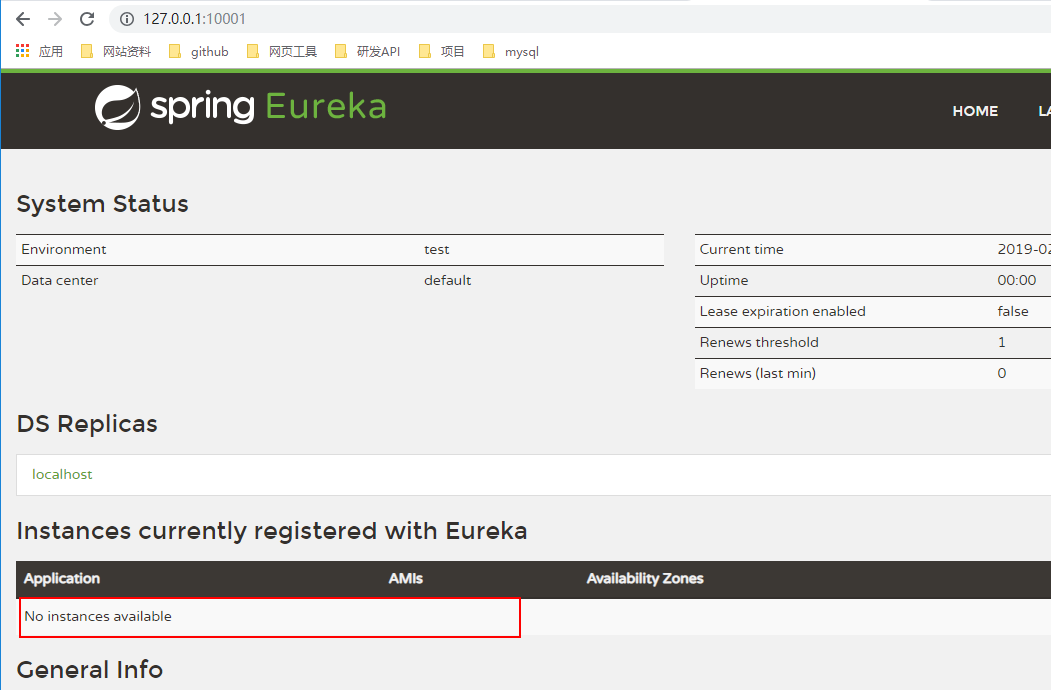 127.0.0.1:10001
应用 网站资料 github 网页工具 研发API 项目 mysql
spring Eureka
HOME LA
System Status
Environment test
Data center default
Current time 2019-02
Uptime 00:00
Lease expiration enabled false
Renews threshold 1
Renews (last min) 0
DS Replicas
localhost
Instances currently registered with Eureka
Application AMIs Availability Zones
No instances available
General Info